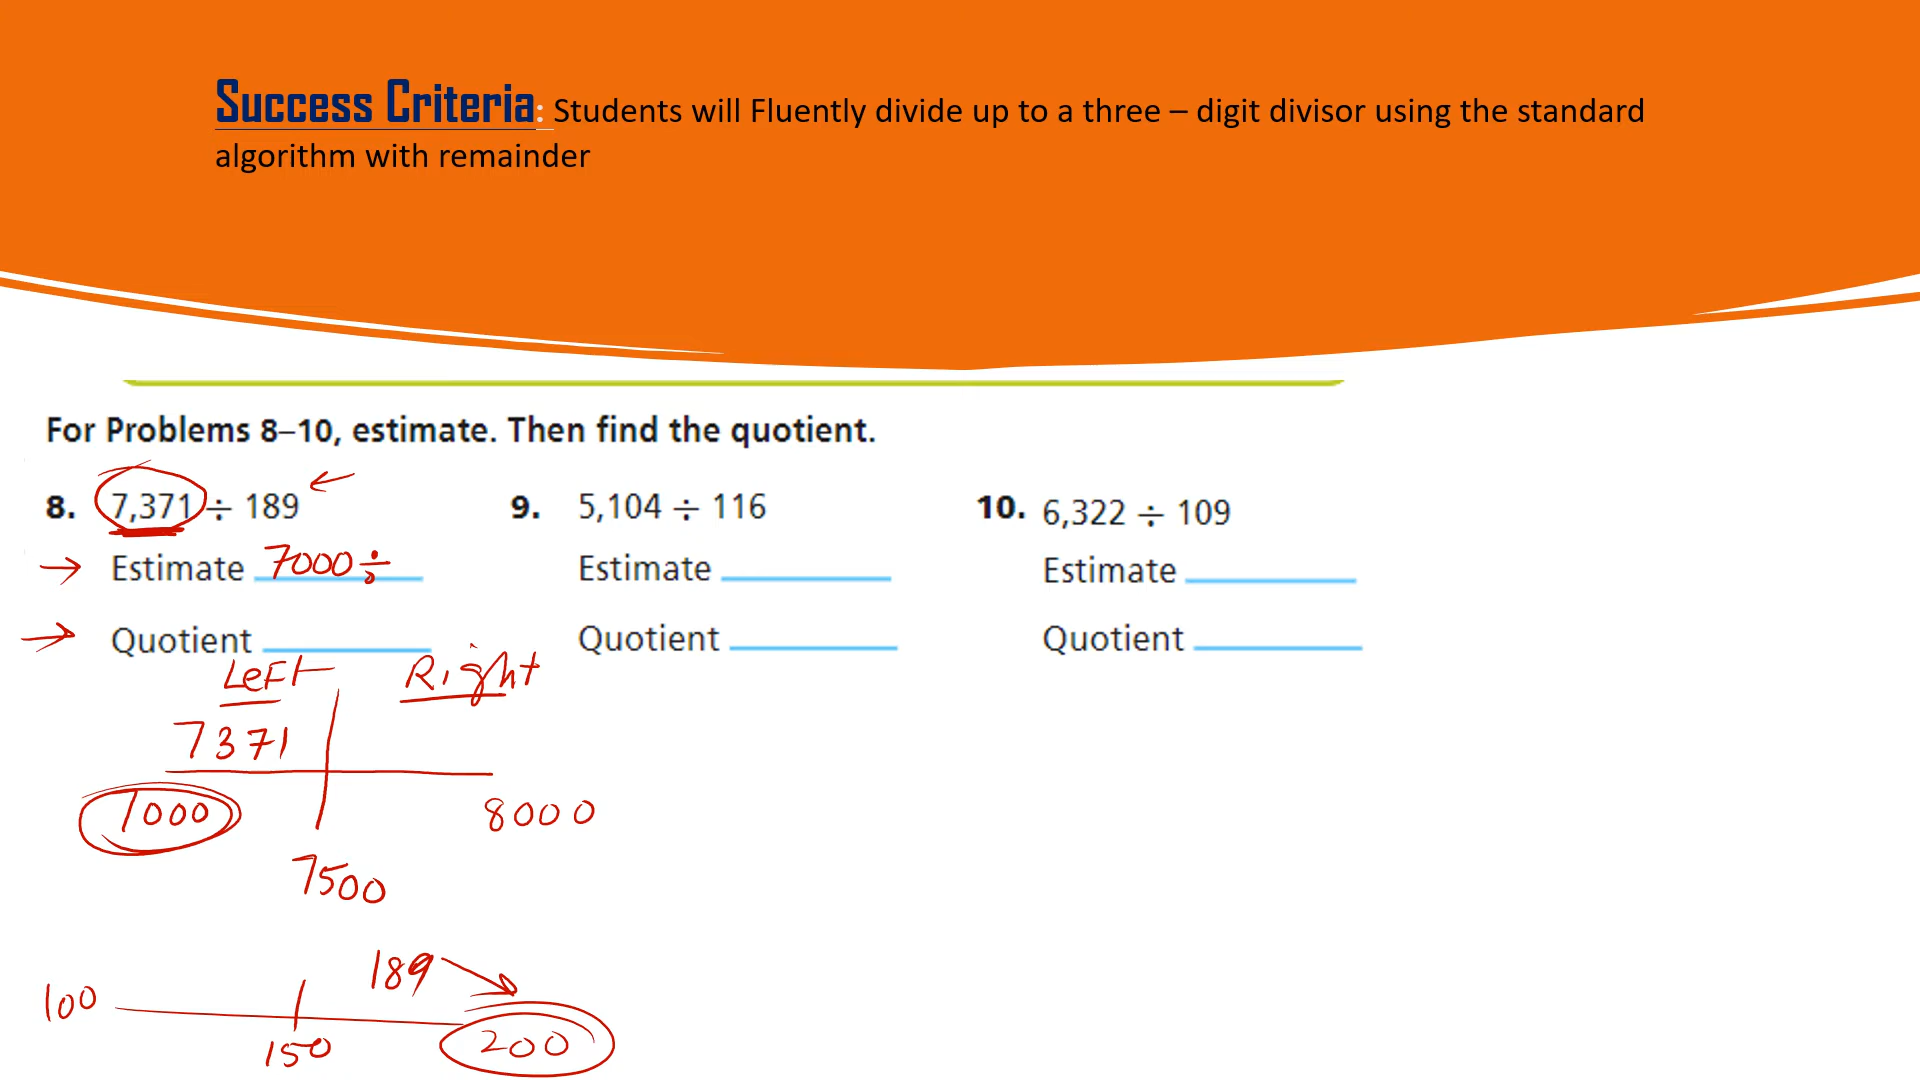 Success Criteria: Students will Fluently divide up to a three – digit divisor using the standard
algorithm with remainder
For Problems 8–10, estimate. Then find the quotient.
8. 7,371 ÷ 189
9. 5,104 ÷ 116
10. 6,322 ÷ 109
Estimate 7000 ÷
Estimate
Estimate
Quotient
Quotient
Quotient
Left Right
7371
7000 8000
7500
189
100
150
200